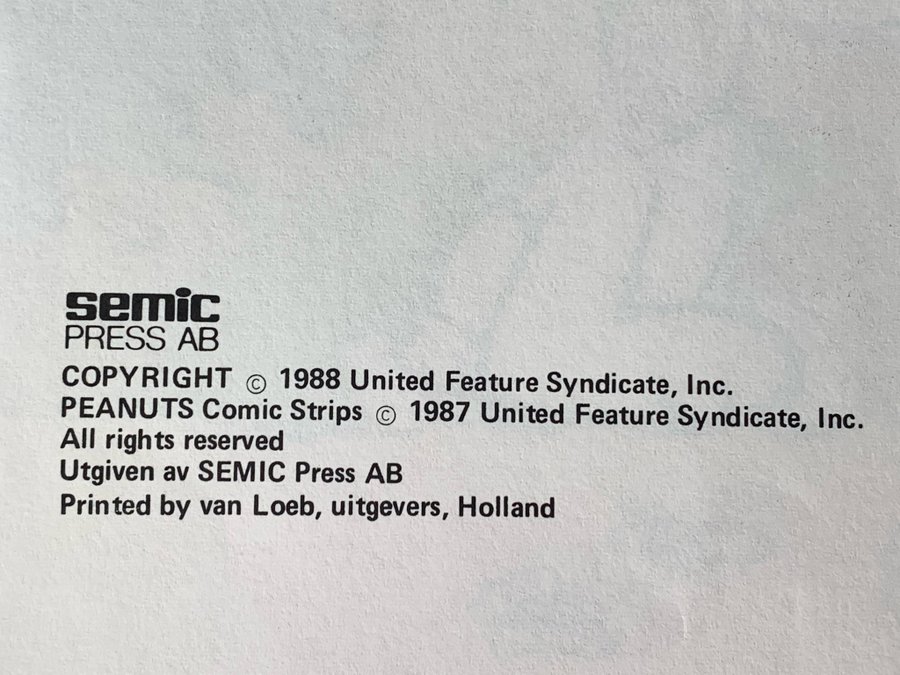 semic
PRESS AB
COPYRIGHT © 1988 United Feature Syndicate, Inc.
PEANUTS Comic Strips © 1987 United Feature Syndicate, Inc.
All rights reserved
Utgiven av SEMIC Press AB
Printed by van Loeb, uitgevers, Holland